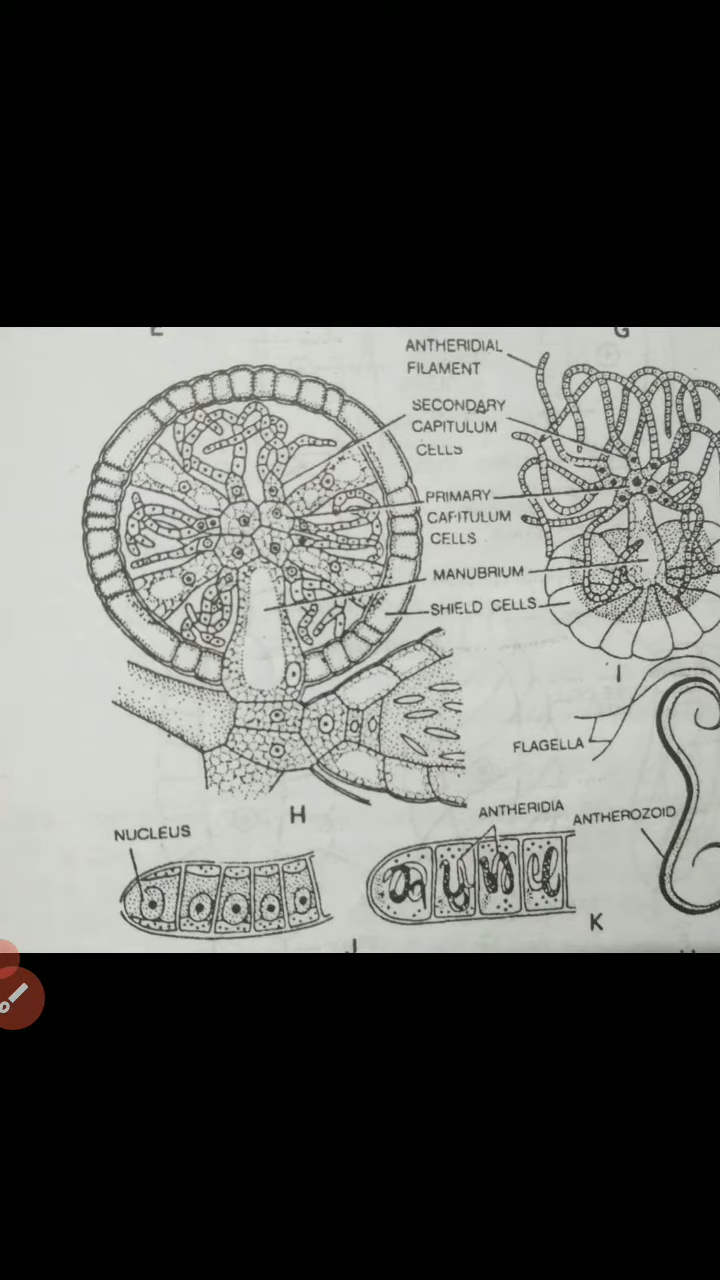 E
G
ANTHERIDIAL
FILAMENT
SECONDARY
CAPITULUM
CELLS
PRIMARY
CAPITULUM
CELLS
MANUBRIUM
SHIELD CELLS
I
FLAGELLA
H
ANTHERIDIA
ANTHEROZOID
NUCLEUS
K
J